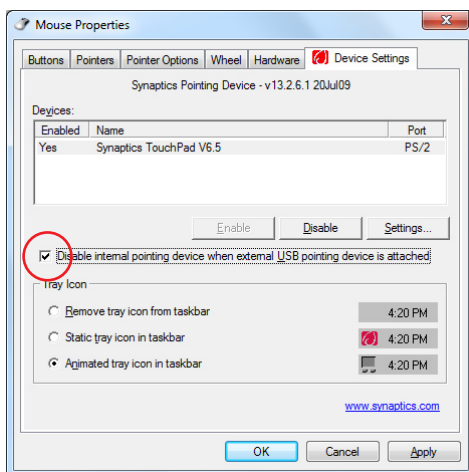 Mouse Properties
Buttons Pointers Pointer Options Wheel Hardware Device Settings
Synaptics Pointing Device - v13.2.6.1 20Jul09
Devices:
Enabled Name Port
Yes Synaptics TouchPad V6.5 PS/2
Enable Disable Settings...
Disable internal pointing device when external USB pointing device is attached
Tray Icon
Remove tray icon from taskbar 4:20 PM
Static tray icon in taskbar 4:20 PM
Animated tray icon in taskbar 4:20 PM
www.synaptics.com
OK Cancel Apply